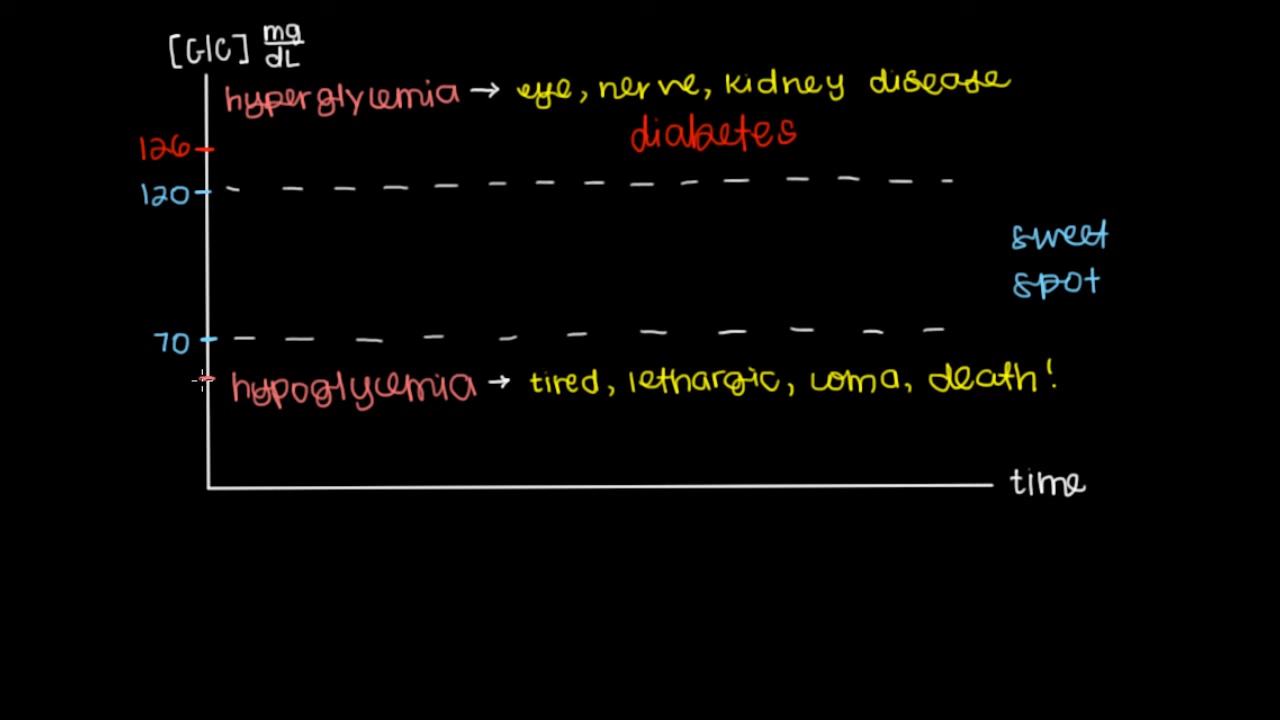 [Glc] mg/dL
hyperglycemia → eye, nerve, kidney disease
diabetes
126
120
sweet
spot
70
hypoglycemia → tired, lethargic, coma, death!
time